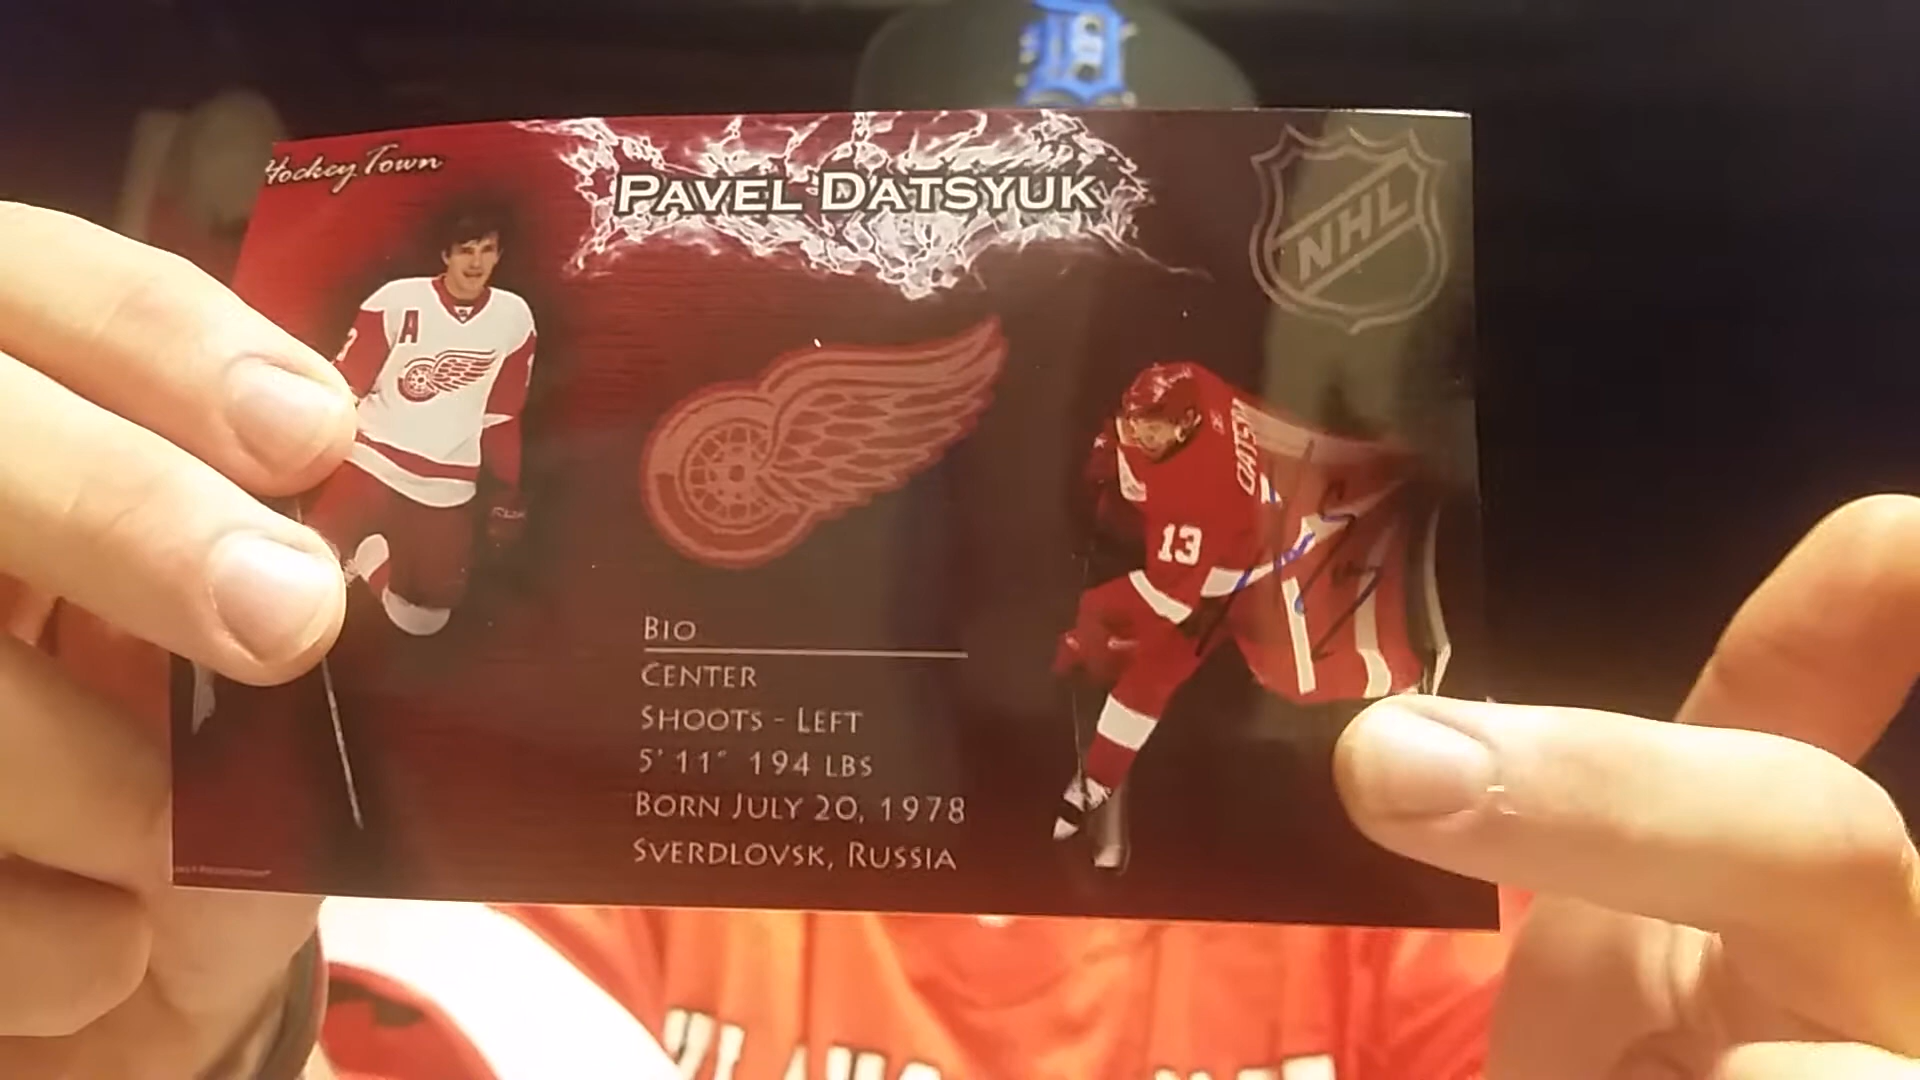 D
Hockey Town
PAVEL DATSYUK
NHL
A
DATSYU
13
BIO
CENTER
SHOOTS - LEFT
5' 11" 194 LBS
BORN JULY 20, 1978
SVERDLOVSK, RUSSIA